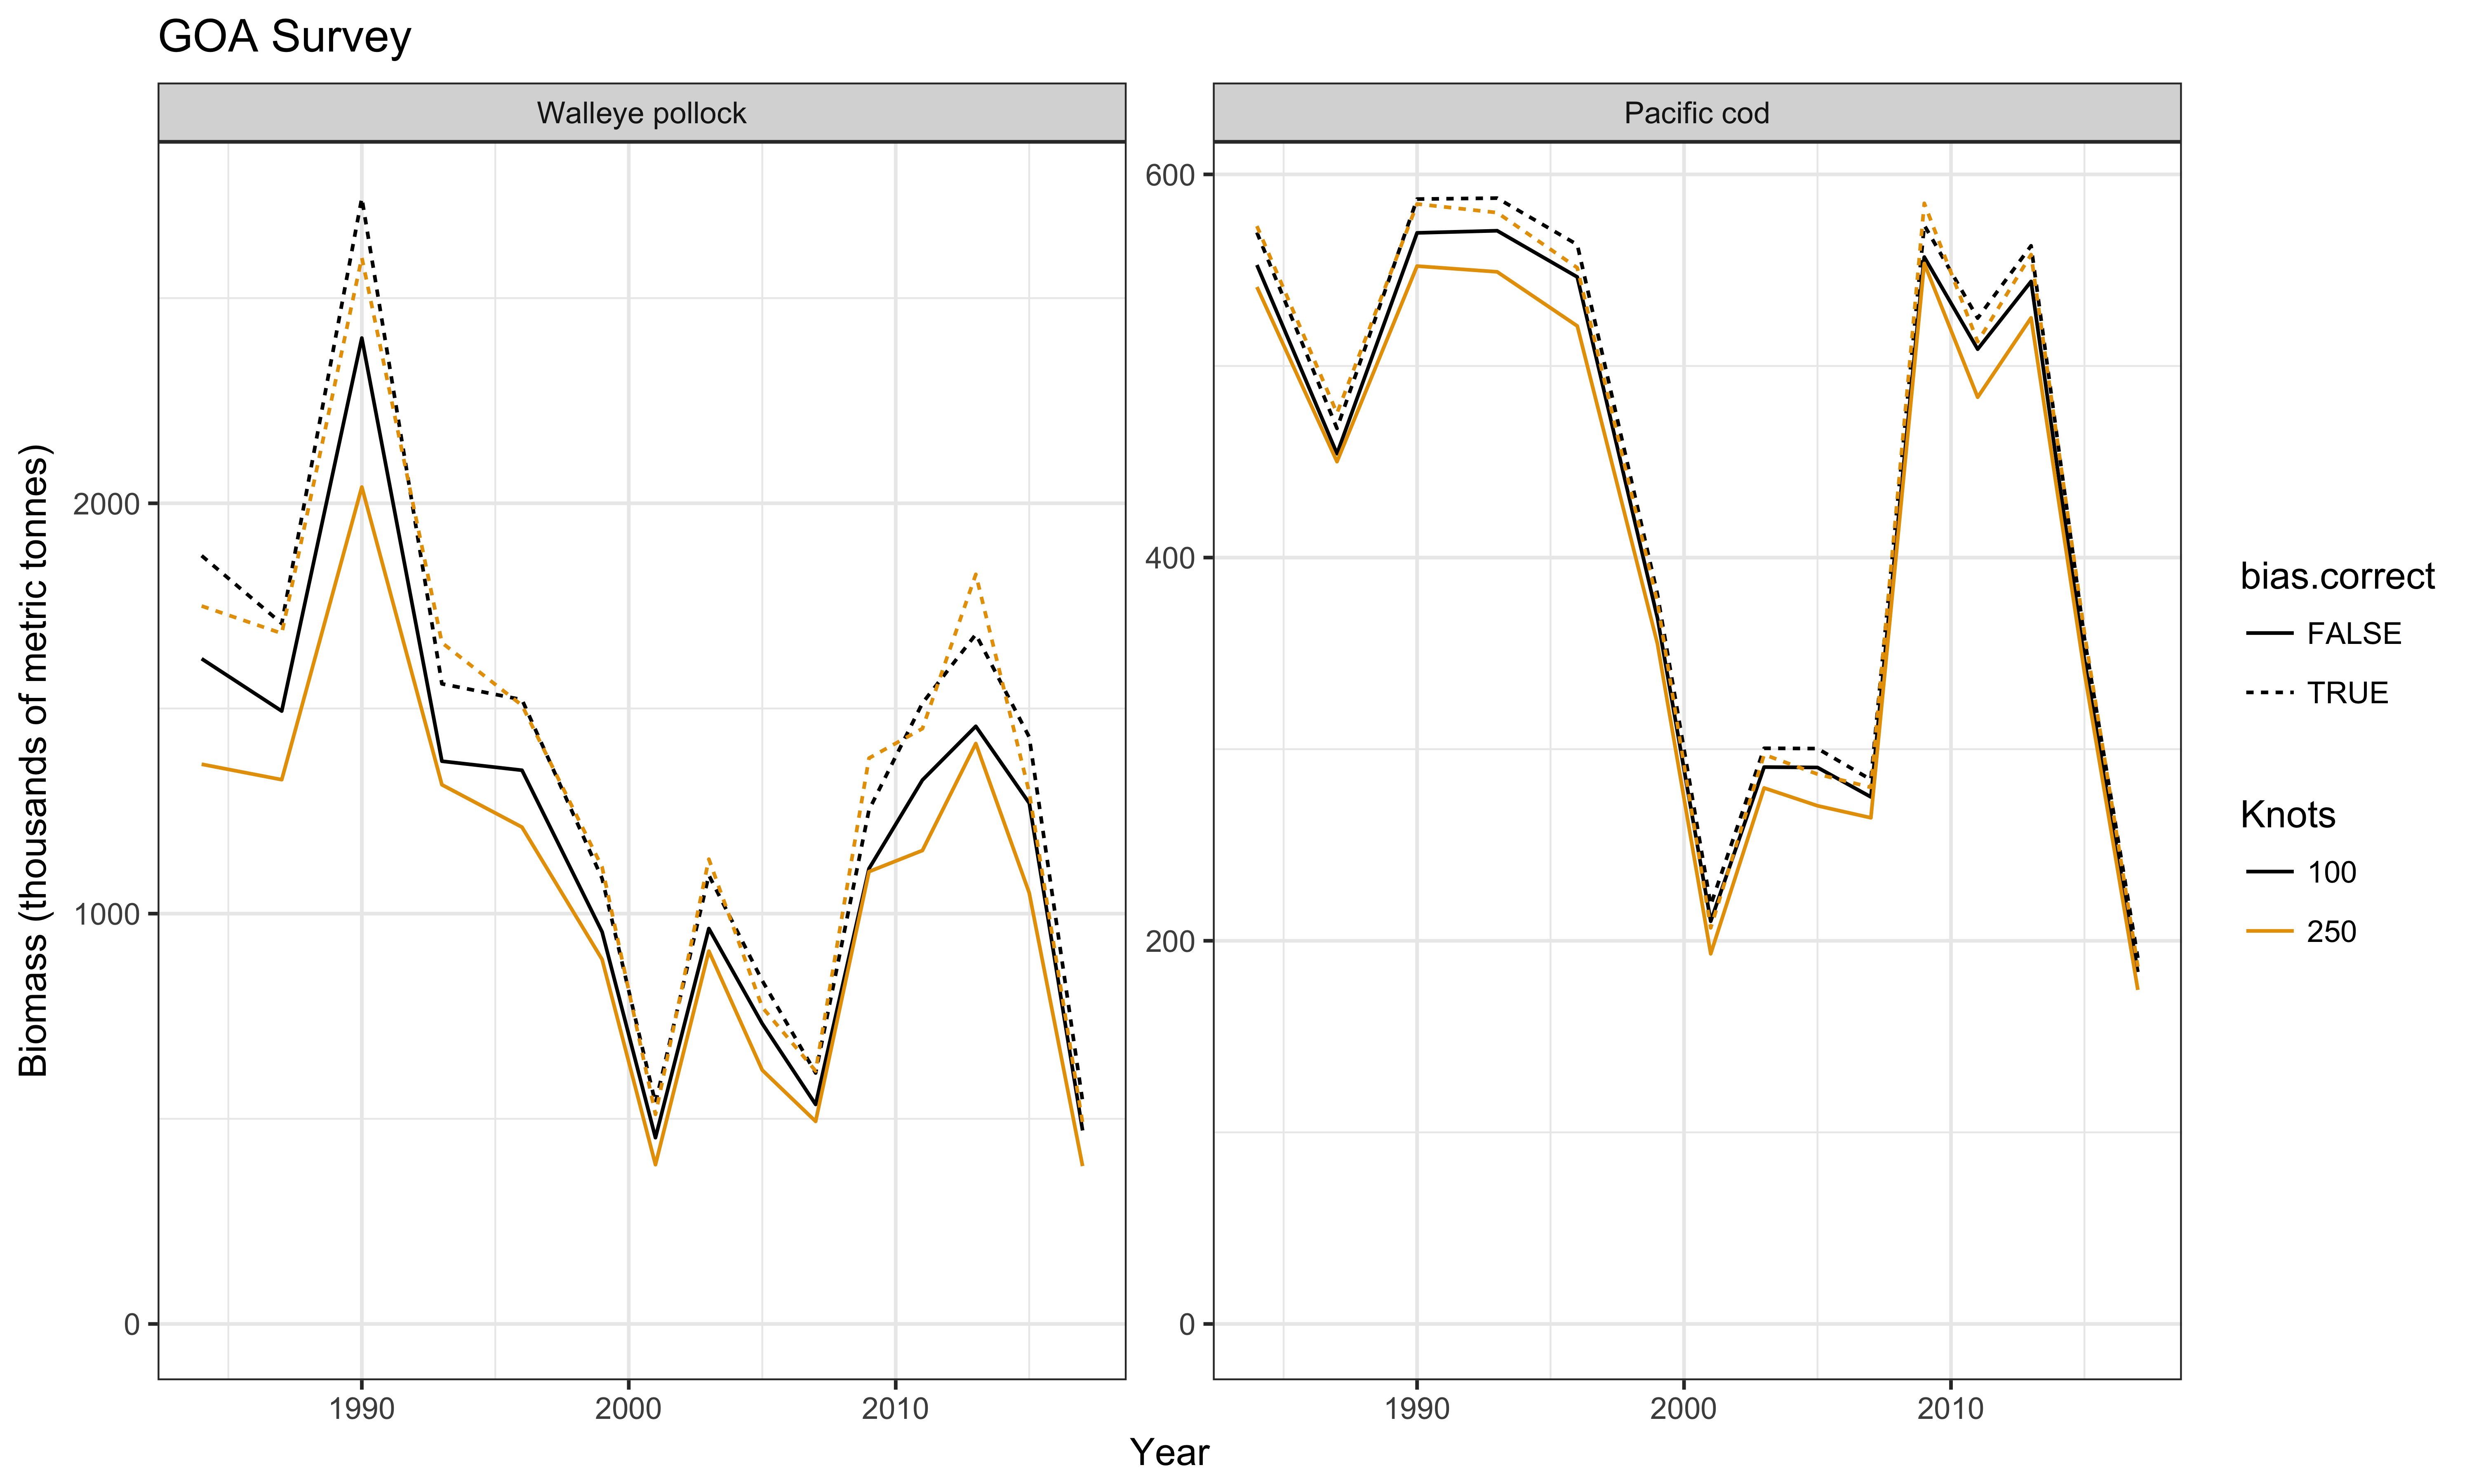 GOA Survey
Walleye pollock
Pacific cod
Biomass (thousands of metric tonnes)
2000
1000
0
600
400
200
0
1990
2000
2010
1990
2000
2010
Year
bias.correct
FALSE
TRUE
Knots
100
250